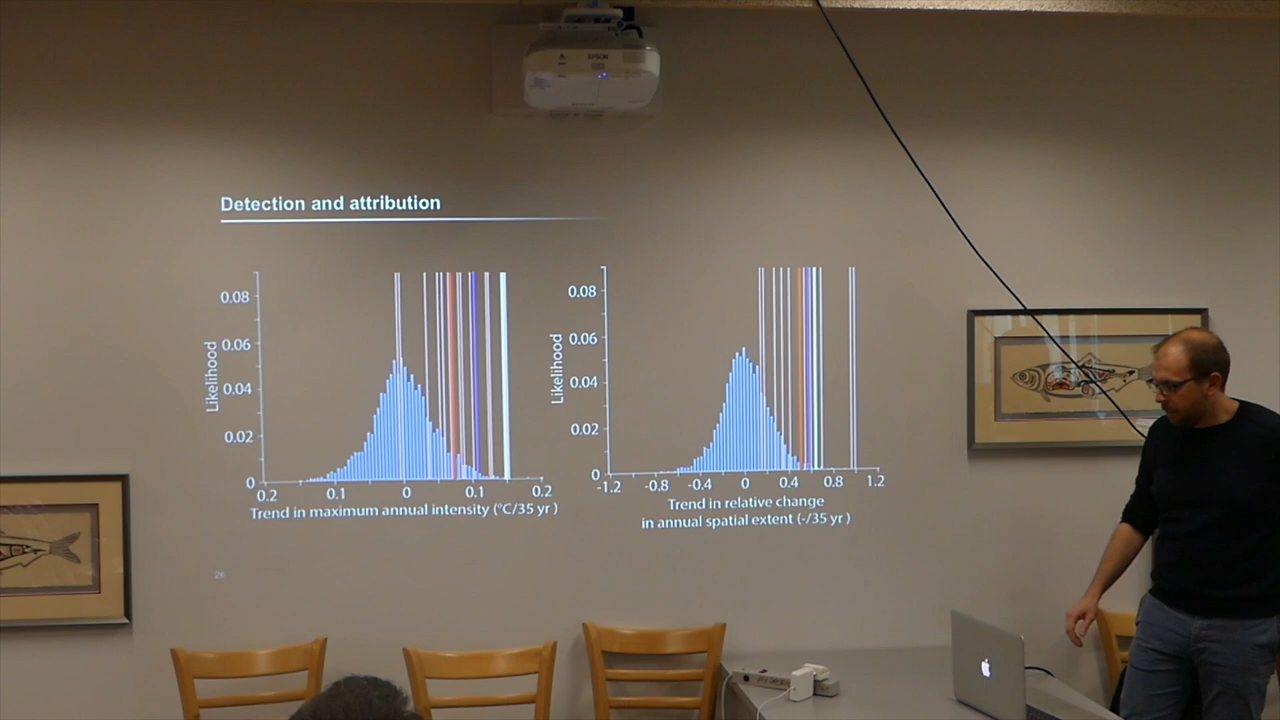 EPSON
Detection and attribution
0.08
0.06
0.04
0.02
0
Likelihood
0.2 0.1 0 0.1 0.2
Trend in maximum annual intensity (°C/35 yr )
0.08
0.06
0.04
0.02
0
Likelihood
-1.2 -0.8 -0.4 0 0.4 0.8 1.2
Trend in relative change
in annual spatial extent (-/35 yr )
26